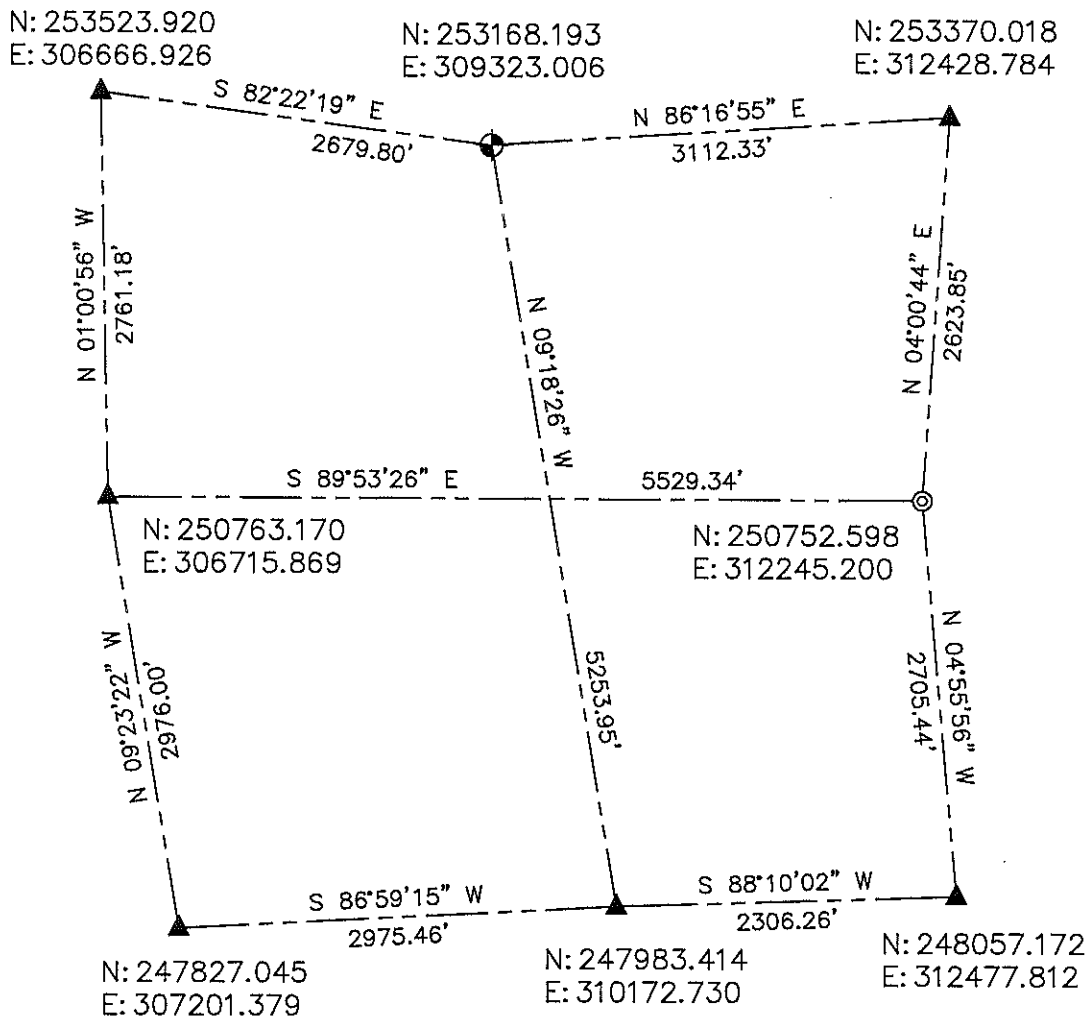 N: 253523.920
E: 306666.926
N: 253168.193
E: 309323.006
N: 253370.018
E: 312428.784
S 82°22'19" E
2679.80'
N 86°16'55" E
3112.33'
N 01°00'56" W
2761.18'
N 09°18'26" W
5253.95'
N 04°00'44" E
2623.85'
S 89°53'26" E
5529.34'
N: 250763.170
E: 306715.869
N: 250752.598
E: 312245.200
N 09°23'22" W
2976.00'
N 04°55'56" W
2705.44'
S 86°59'15" W
2975.46'
S 88°10'02" W
2306.26'
N: 247827.045
E: 307201.379
N: 247983.414
E: 310172.730
N: 248057.172
E: 312477.812